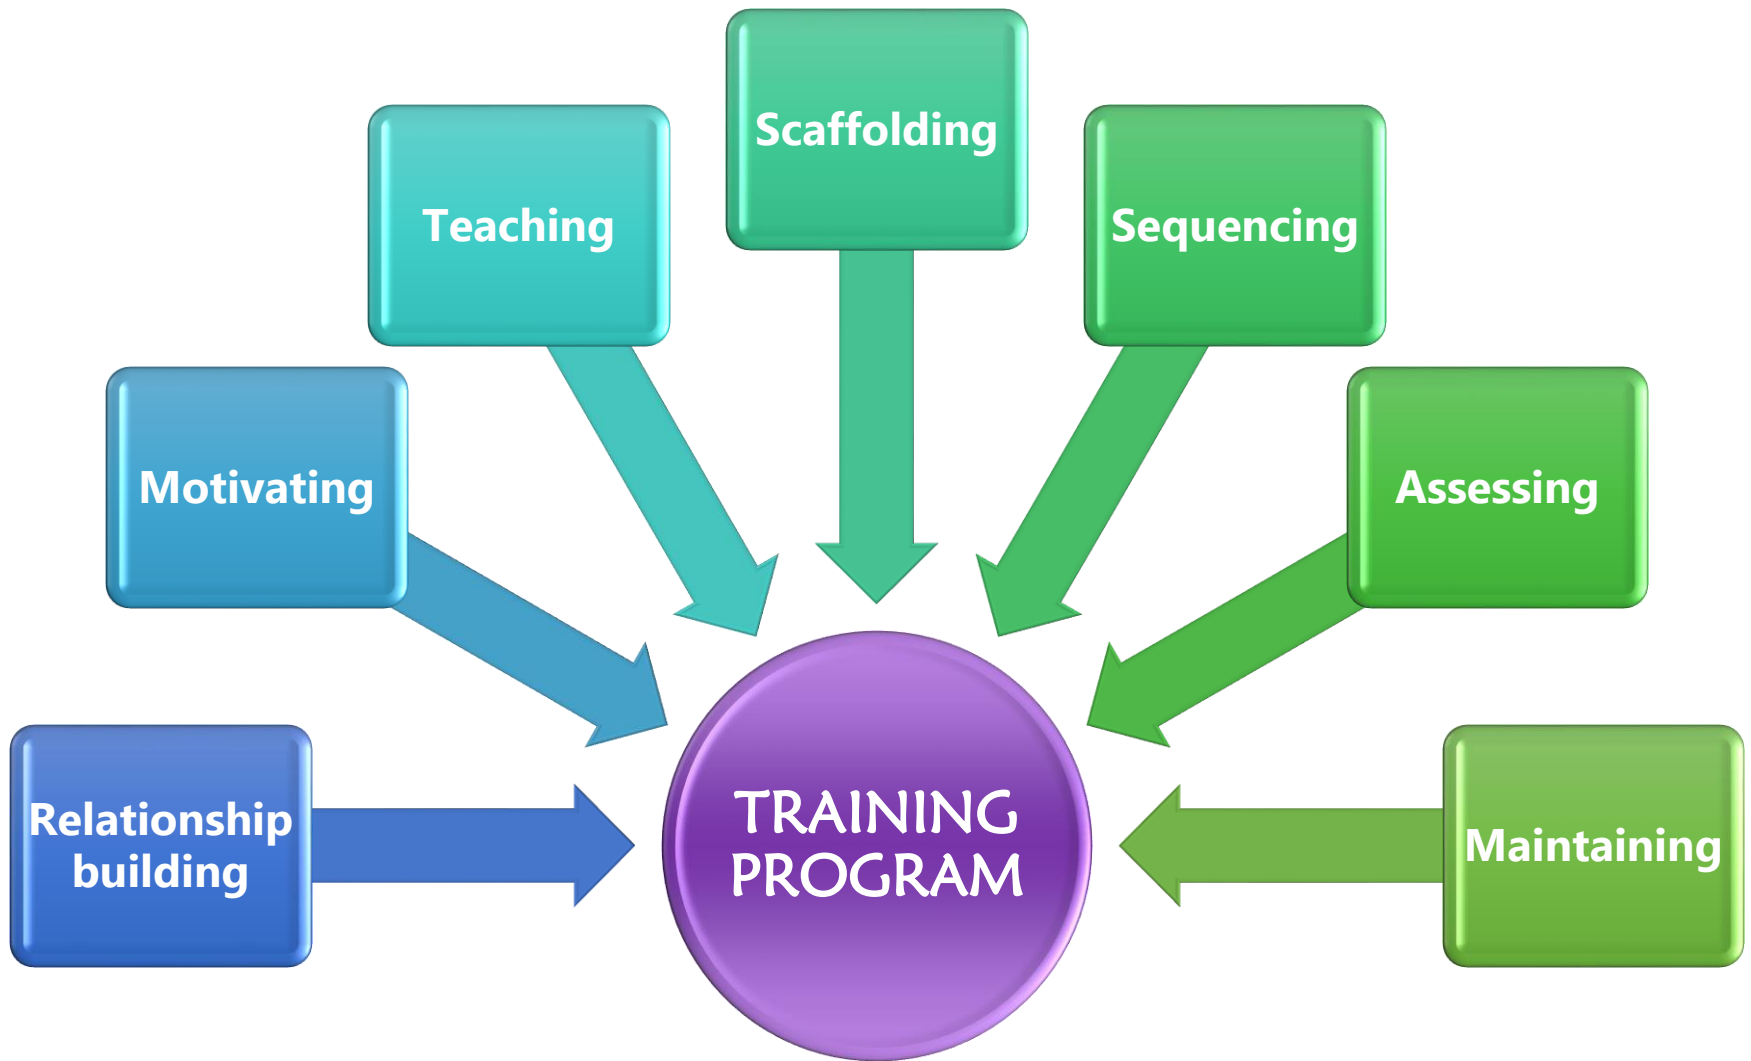 Scaffolding
Teaching
Sequencing
Motivating
Assessing
Relationship
building
TRAINING
PROGRAM
Maintaining